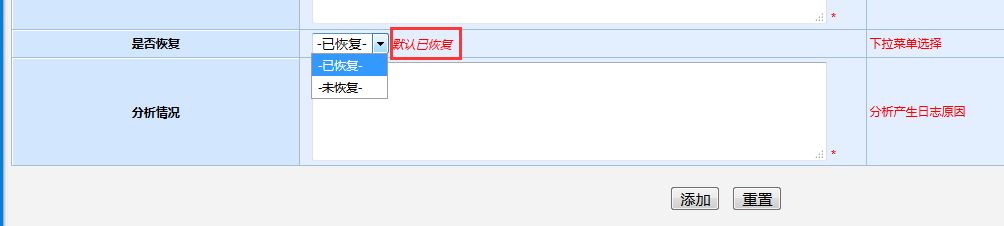 *
是否恢复
-已恢复-
默认已恢复
下拉菜单选择
-已恢复-
-未恢复-
分析情况
*
分析产生日志原因
添加
重置